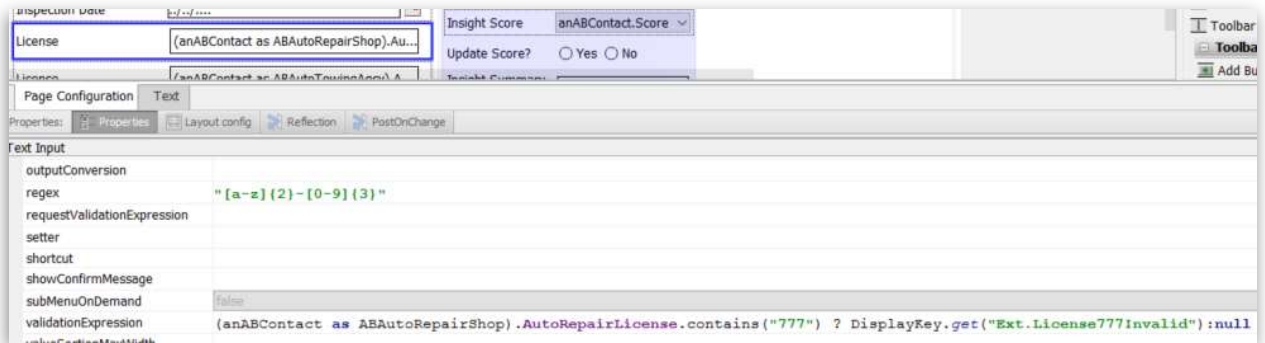 Inspection Date
License (anABContact as ABAutoRepairShop).Au...
Insight Score anABContact.Score
Update Score? Yes No
Toolbar
Toolba
Add Bu
Page Configuration Text
Properties: Properties Layout config Reflection PostOnChange
Text Input
outputConversion
regex "[a-z]{2}-[0-9]{3}"
requestValidationExpression
setter
shortcut
showConfirmMessage
subMenuOnDemand false
validationExpression (anABContact as ABAutoRepairShop).AutoRepairLicense.contains("777") ? DisplayKey.get("Ext.License777Invalid"):null